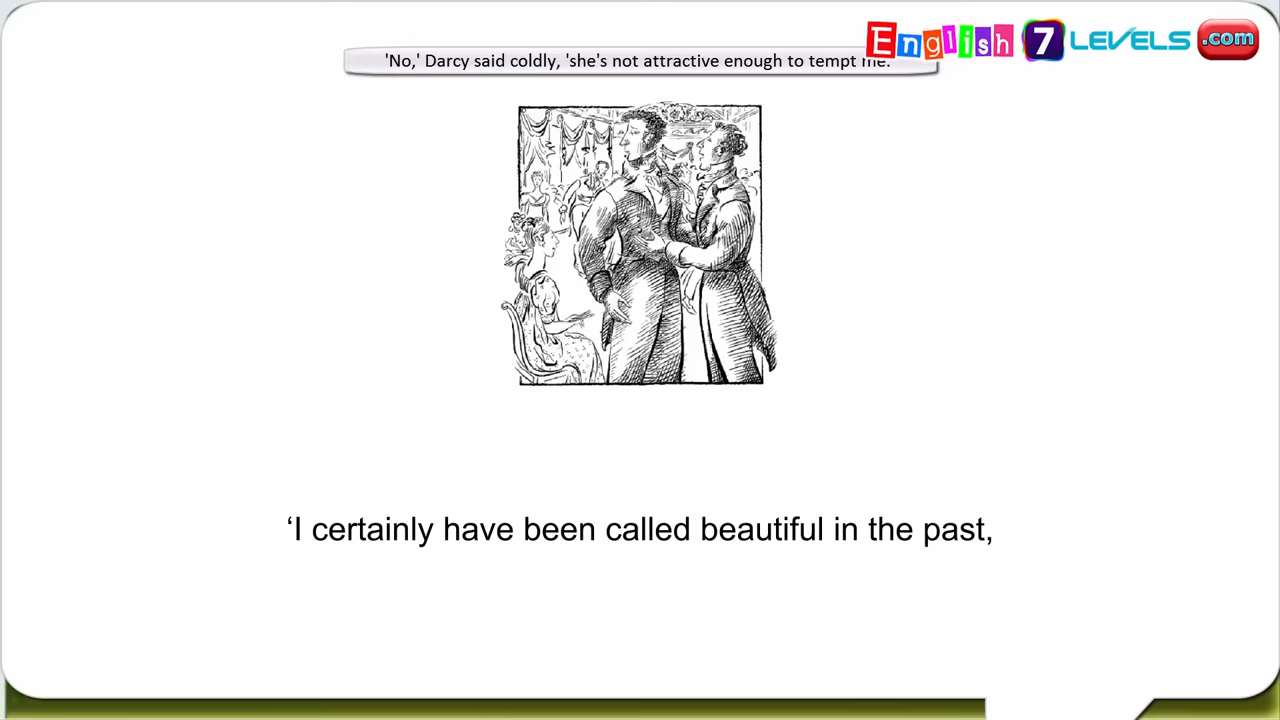 English 7 LEVELS .com
'No,' Darcy said coldly, 'she's not attractive enough to tempt me.'
‘I certainly have been called beautiful in the past,